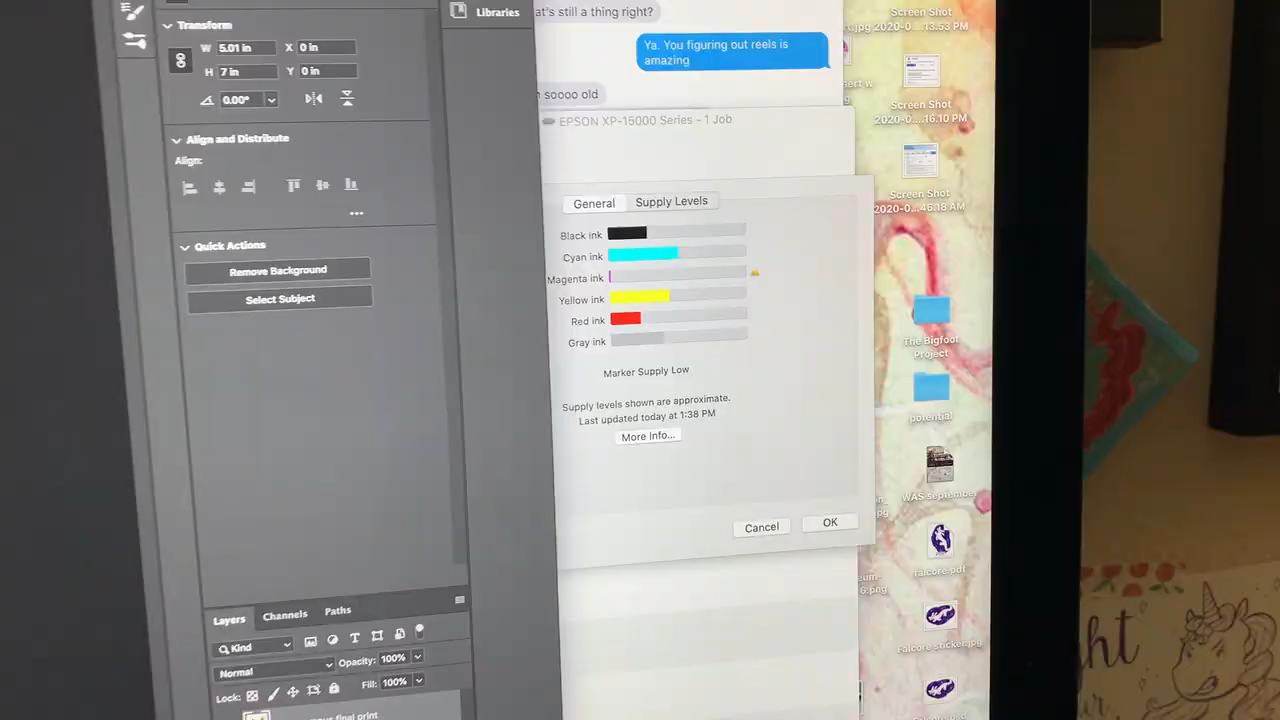 Transform
W 5.01 in X 0 in
H 7 in Y 0 in
0.00°
Align and Distribute
Align:
Quick Actions
Remove Background
Select Subject
Layers Channels Paths
Kind
Normal Opacity: 100%
Lock: Fill: 100%
final print
Libraries
still a thing right?
Ya. You figuring out reels is
amazing
soooo old
EPSON XP-15000 Series - 1 Job
General Supply Levels
Black ink
Cyan ink
Magenta ink
Yellow ink
Red ink
Gray ink
Marker Supply Low
Supply levels shown are approximate.
Last updated today at 1:38 PM
More Info...
Cancel OK
Screen Shot
2020-0....13.53 PM
Screen Shot
2020-0....16.10 PM
Screen Shot
2020-0...46.18 AM
The Bigfoot
Project
potential
WAS september
falcore.pdf
Falcore sticker.jpg